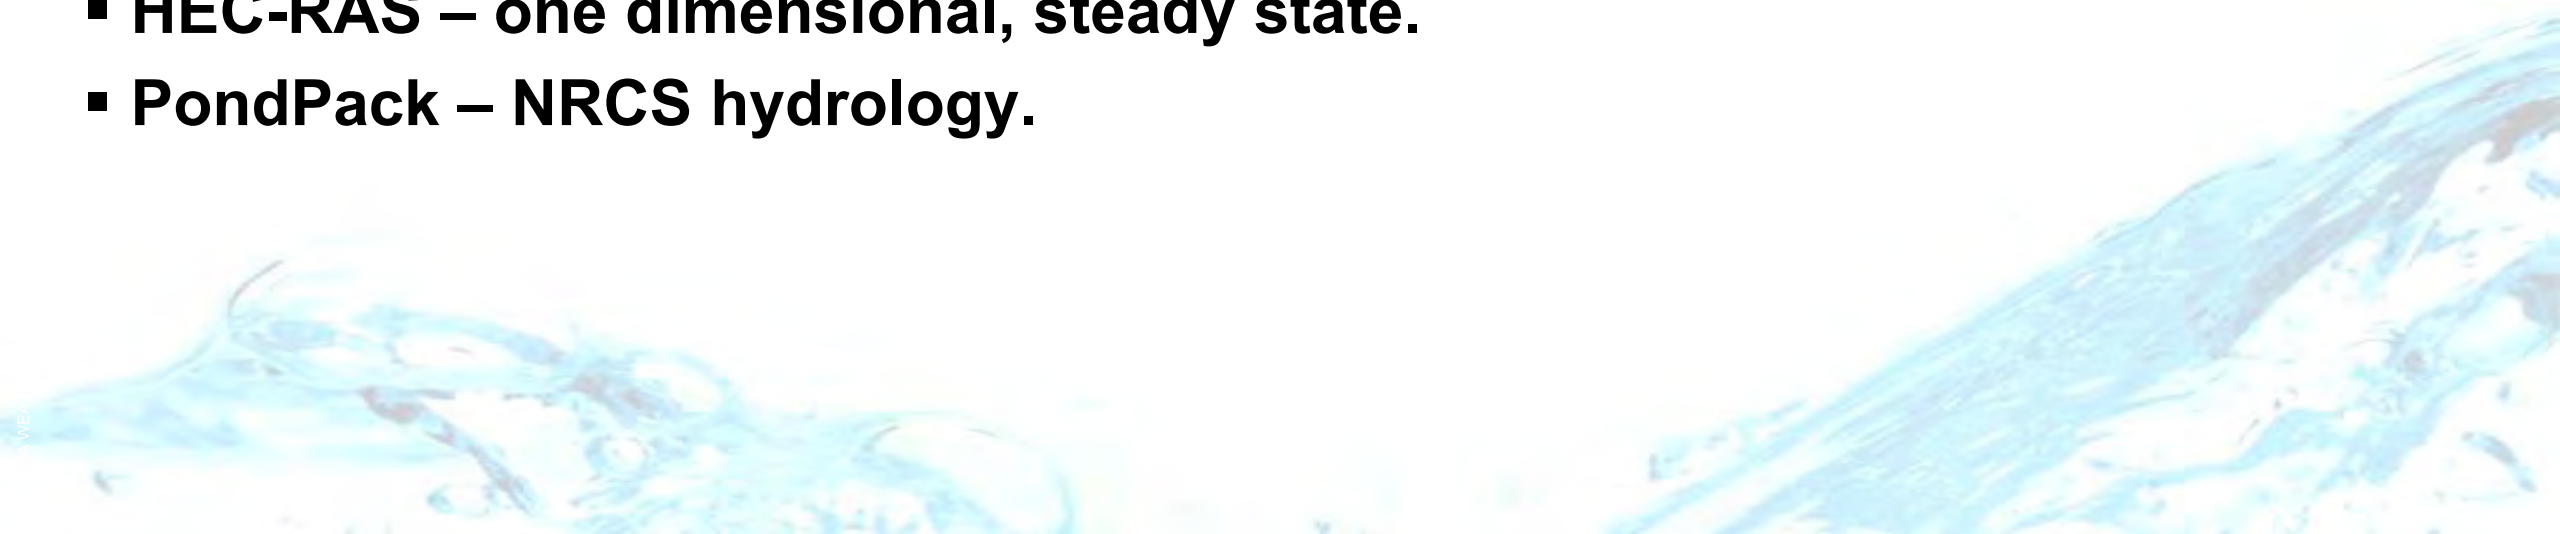 ▪ HEC-RAS – one dimensional, steady state.
▪ PondPack – NRCS hydrology.